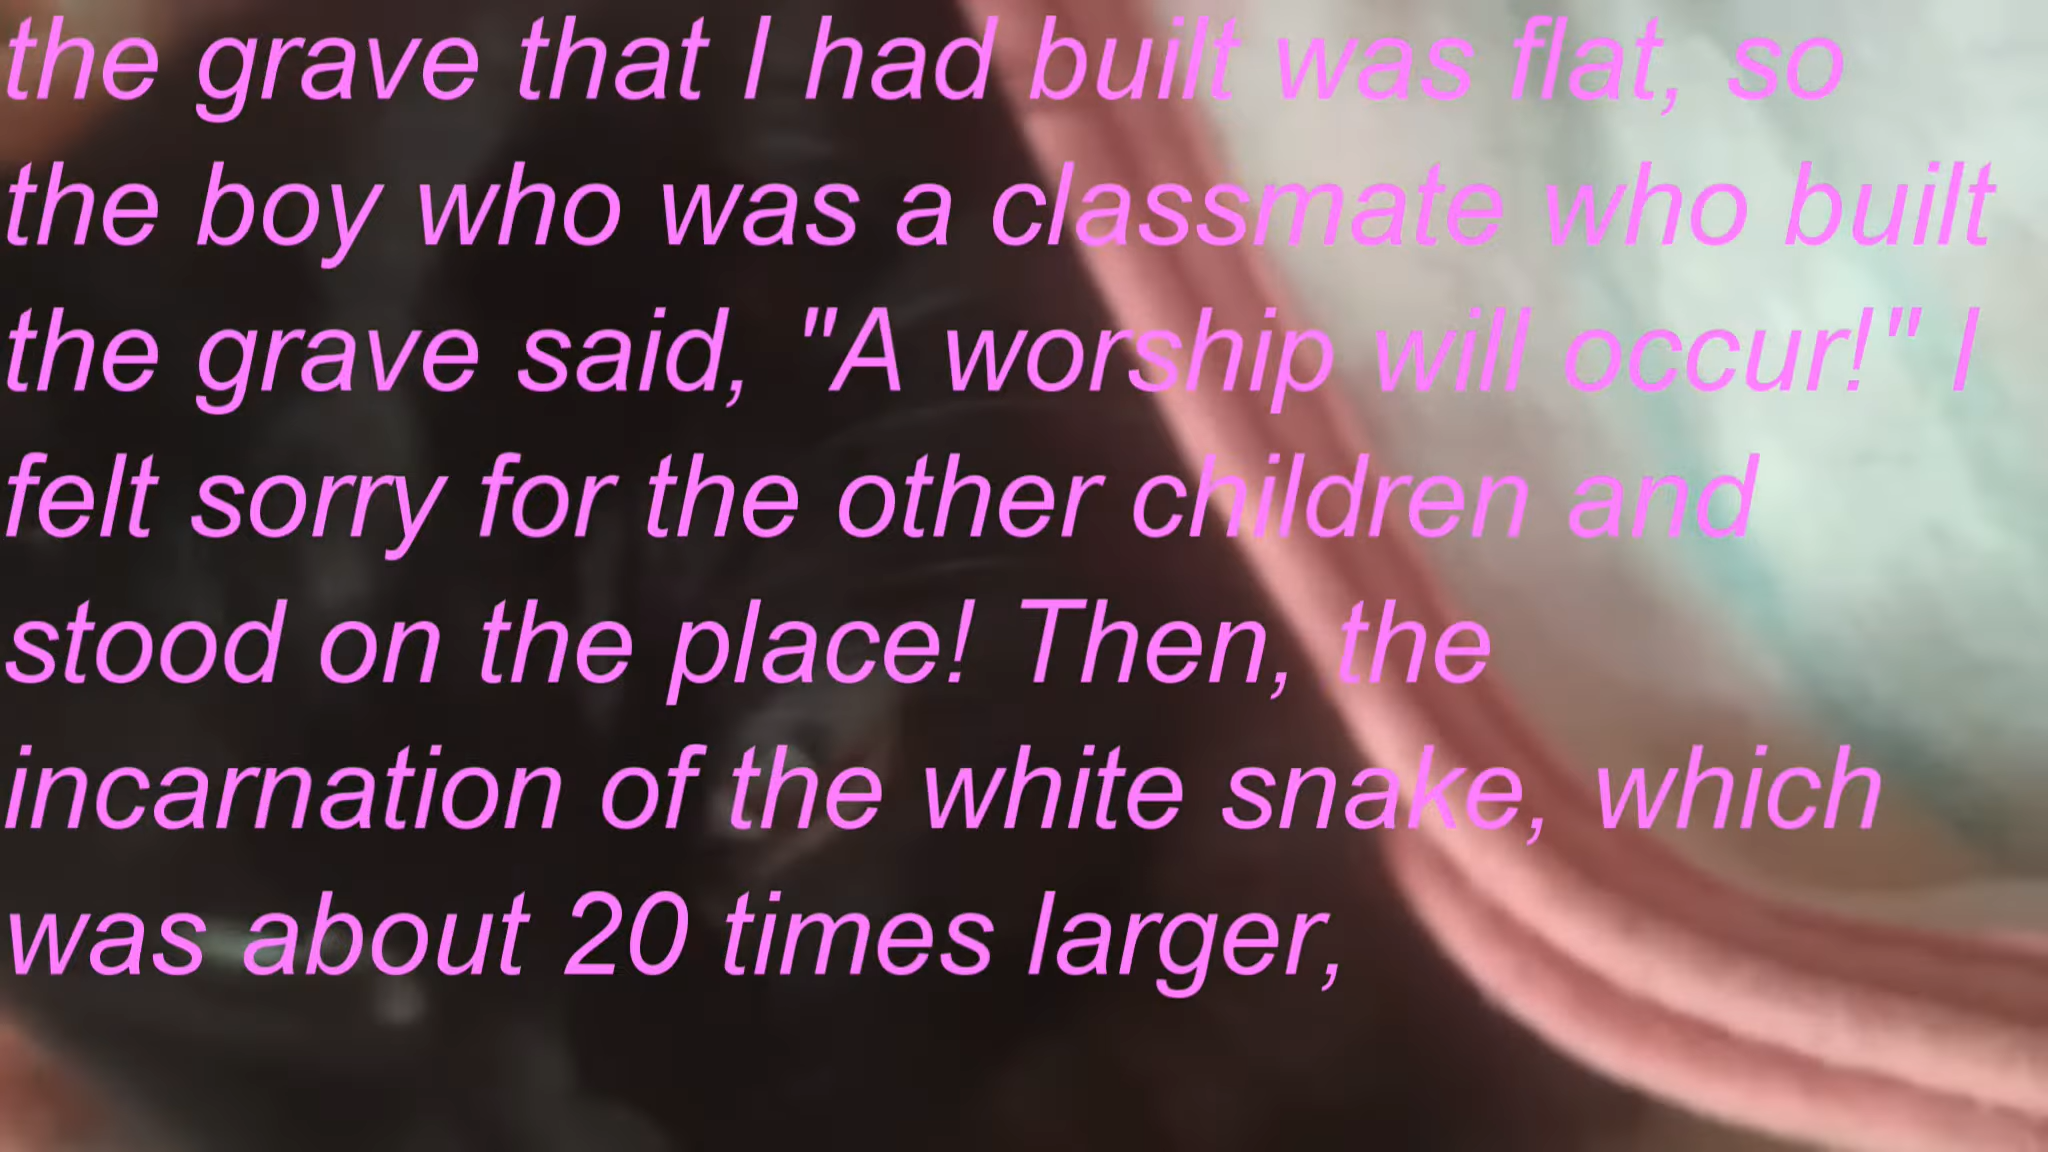 the grave that I had built was flat, so
the boy who was a classmate who built
the grave said, "A worship will occur!" I
felt sorry for the other children and
stood on the place! Then, the
incarnation of the white snake, which
was about 20 times larger,